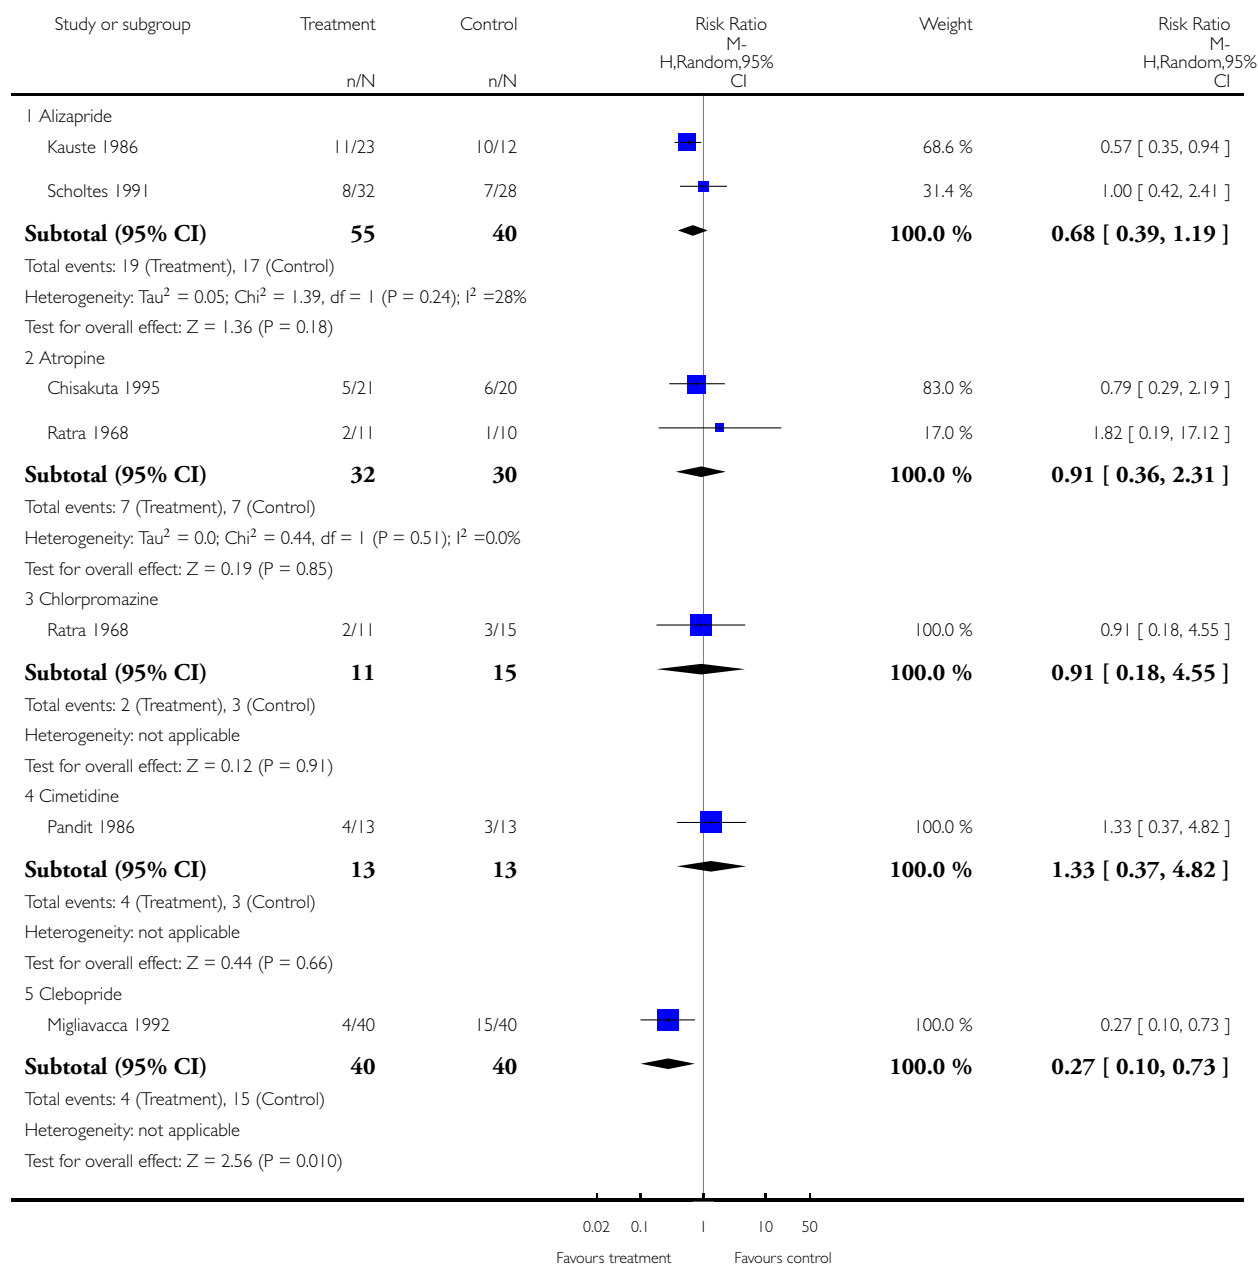 Study or subgroup Treatment Control Risk Ratio Weight Risk Ratio
M- M-
H,Random,95% H,Random,95%
n/N n/N CI CI
1 Alizapride
Kauste 1986 11/23 10/12 68.6 % 0.57 [ 0.35, 0.94 ]
Scholtes 1991 8/32 7/28 31.4 % 1.00 [ 0.42, 2.41 ]
Subtotal (95% CI) 55 40 100.0 % 0.68 [ 0.39, 1.19 ]
Total events: 19 (Treatment), 17 (Control)
Heterogeneity: Tau² = 0.05; Chi² = 1.39, df = 1 (P = 0.24); I² =28%
Test for overall effect: Z = 1.36 (P = 0.18)
2 Atropine
Chisakuta 1995 5/21 6/20 83.0 % 0.79 [ 0.29, 2.19 ]
Ratra 1968 2/11 1/10 17.0 % 1.82 [ 0.19, 17.12 ]
Subtotal (95% CI) 32 30 100.0 % 0.91 [ 0.36, 2.31 ]
Total events: 7 (Treatment), 7 (Control)
Heterogeneity: Tau² = 0.0; Chi² = 0.44, df = 1 (P = 0.51); I² =0.0%
Test for overall effect: Z = 0.19 (P = 0.85)
3 Chlorpromazine
Ratra 1968 2/11 3/15 100.0 % 0.91 [ 0.18, 4.55 ]
Subtotal (95% CI) 11 15 100.0 % 0.91 [ 0.18, 4.55 ]
Total events: 2 (Treatment), 3 (Control)
Heterogeneity: not applicable
Test for overall effect: Z = 0.12 (P = 0.91)
4 Cimetidine
Pandit 1986 4/13 3/13 100.0 % 1.33 [ 0.37, 4.82 ]
Subtotal (95% CI) 13 13 100.0 % 1.33 [ 0.37, 4.82 ]
Total events: 4 (Treatment), 3 (Control)
Heterogeneity: not applicable
Test for overall effect: Z = 0.44 (P = 0.66)
5 Clebopride
Migliavacca 1992 4/40 15/40 100.0 % 0.27 [ 0.10, 0.73 ]
Subtotal (95% CI) 40 40 100.0 % 0.27 [ 0.10, 0.73 ]
Total events: 4 (Treatment), 15 (Control)
Heterogeneity: not applicable
Test for overall effect: Z = 2.56 (P = 0.010)
0.02 0.1 1 10 50
Favours treatment Favours control